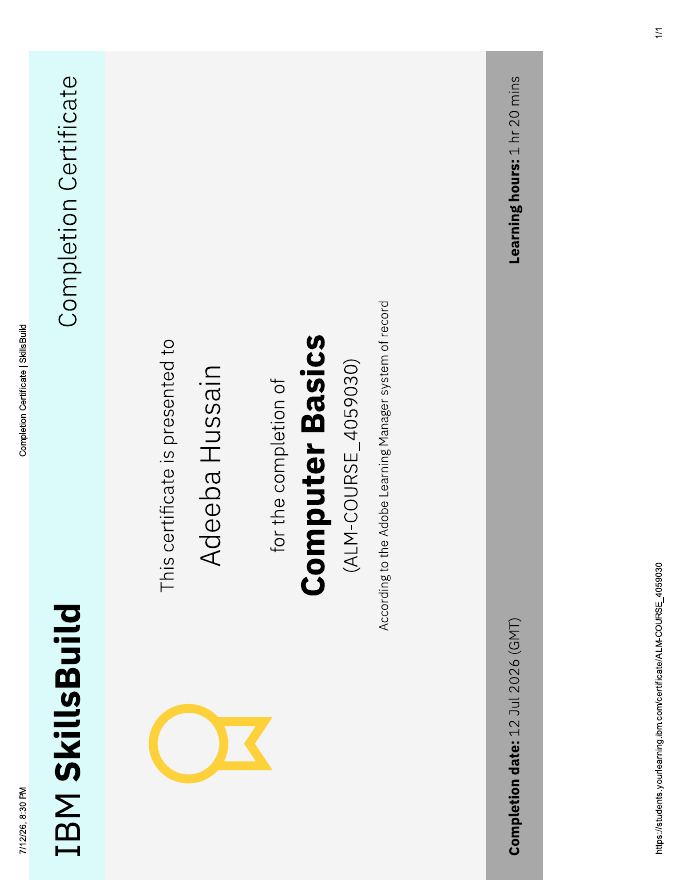 7/12/26, 8:30 PM
Completion Certificate | SkillsBuild
IBM SkillsBuild
Completion Certificate
This certificate is presented to
Adeeba Hussain
for the completion of
Computer Basics
(ALM-COURSE_4059030)
According to the Adobe Learning Manager system of record
Completion date: 12 Jul 2026 (GMT)
Learning hours: 1 hr 20 mins
https://students.yourlearning.ibm.com/certificate/ALM-COURSE_4059030
1/1